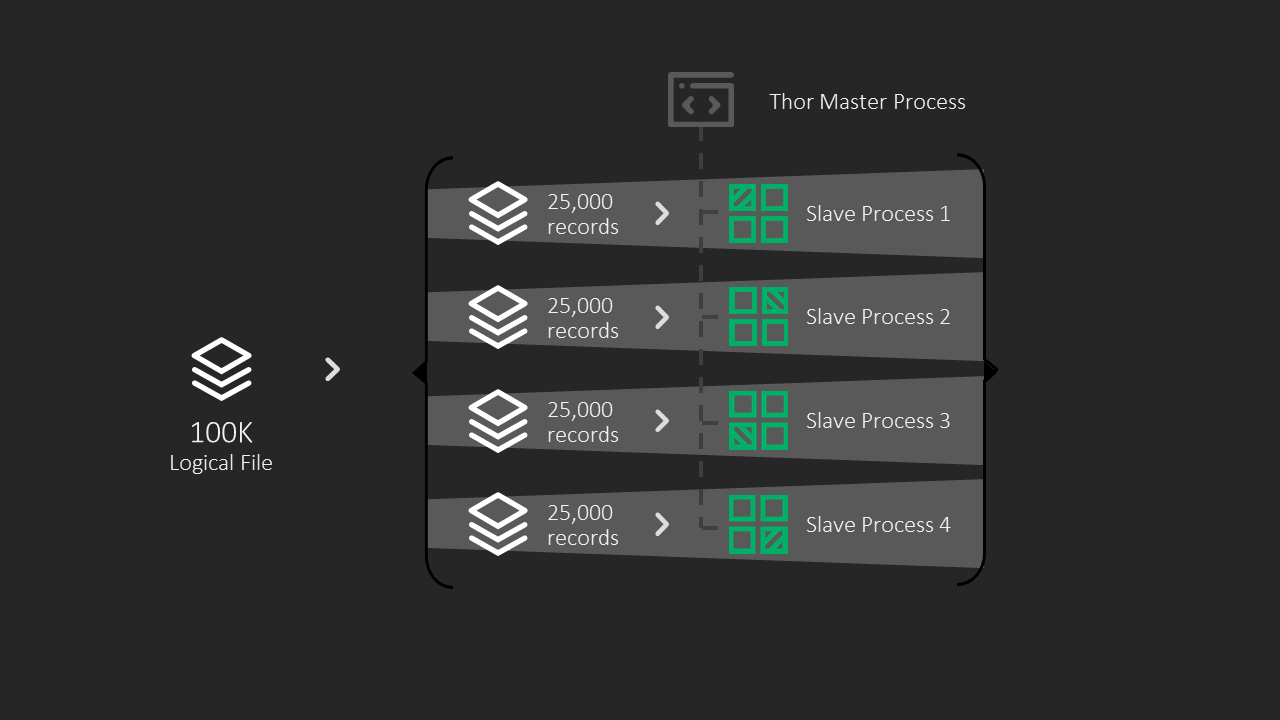 Thor Master Process
25,000
records
Slave Process 1
25,000
records
Slave Process 2
100K
Logical File
25,000
records
Slave Process 3
25,000
records
Slave Process 4